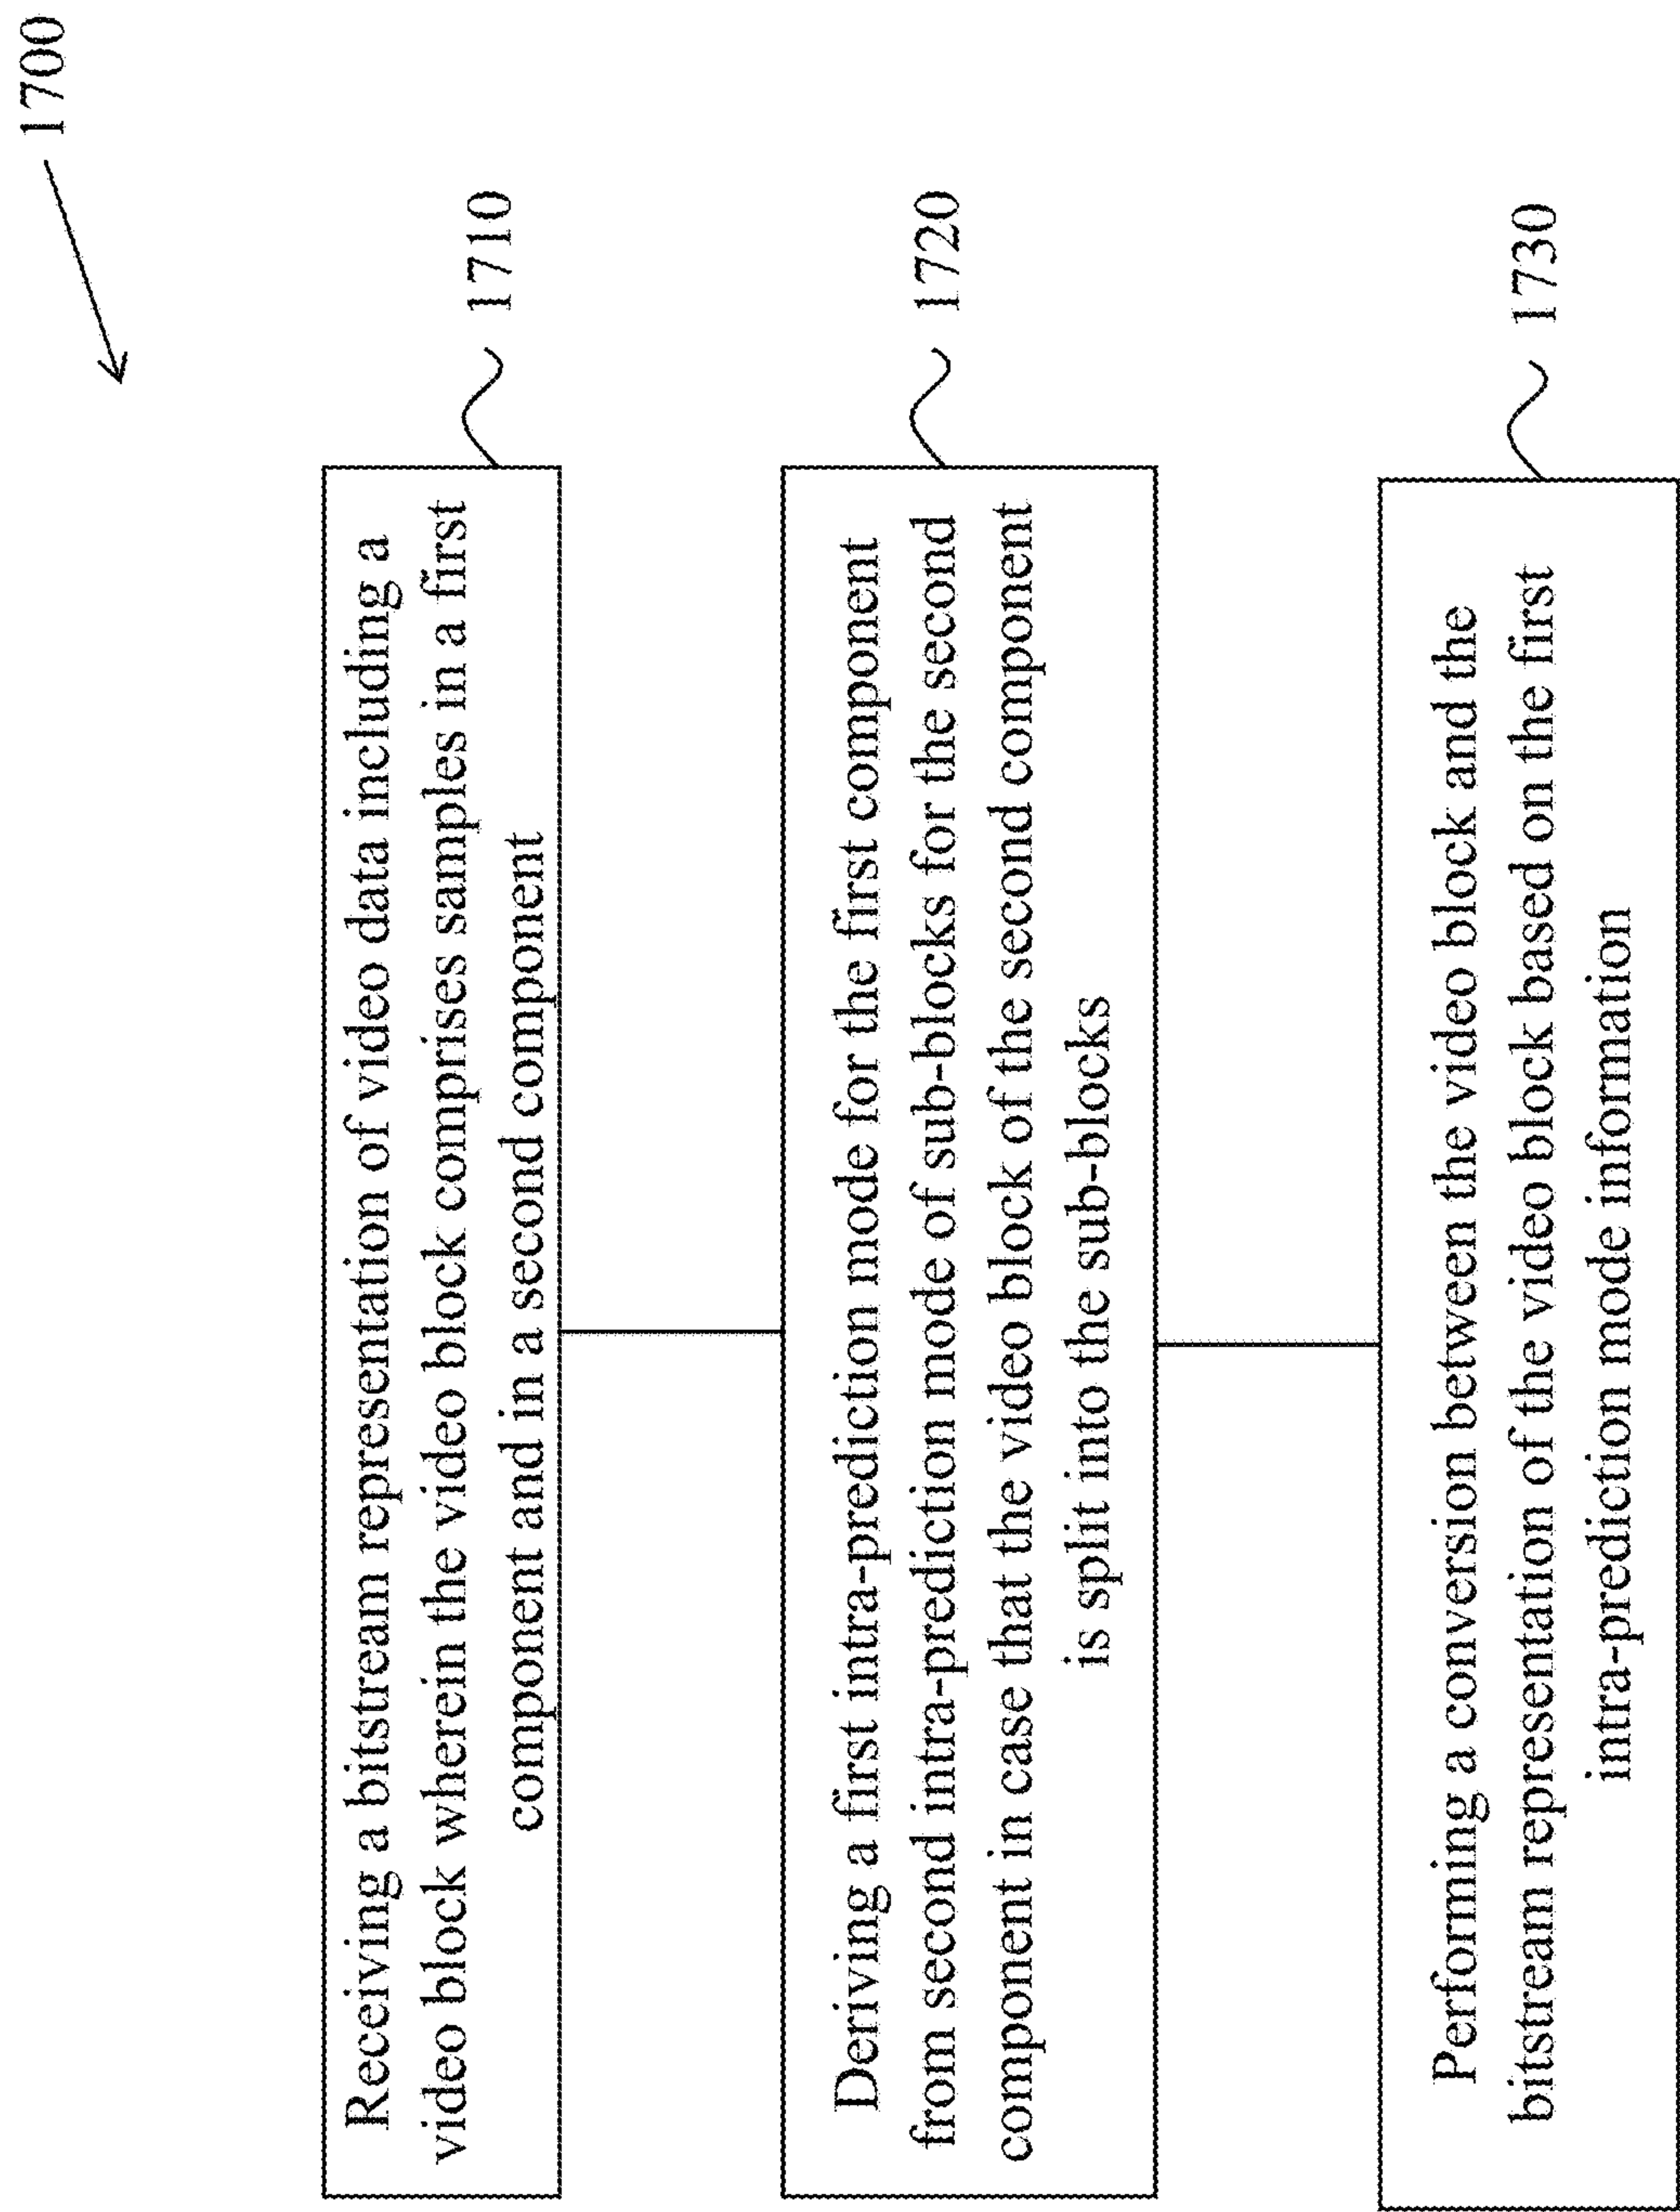 1700
Receiving a bitstream representation of video data including a
video block wherein the video block comprises samples in a first
component and in a second component
1710
Deriving a first intra-prediction mode for the first component
from second intra-prediction mode of sub-blocks for the second
component in case that the video block of the second component
is split into the sub-blocks
1720
Performing a conversion between the video block and the
bitstream representation of the video block based on the first
intra-prediction mode information
1730